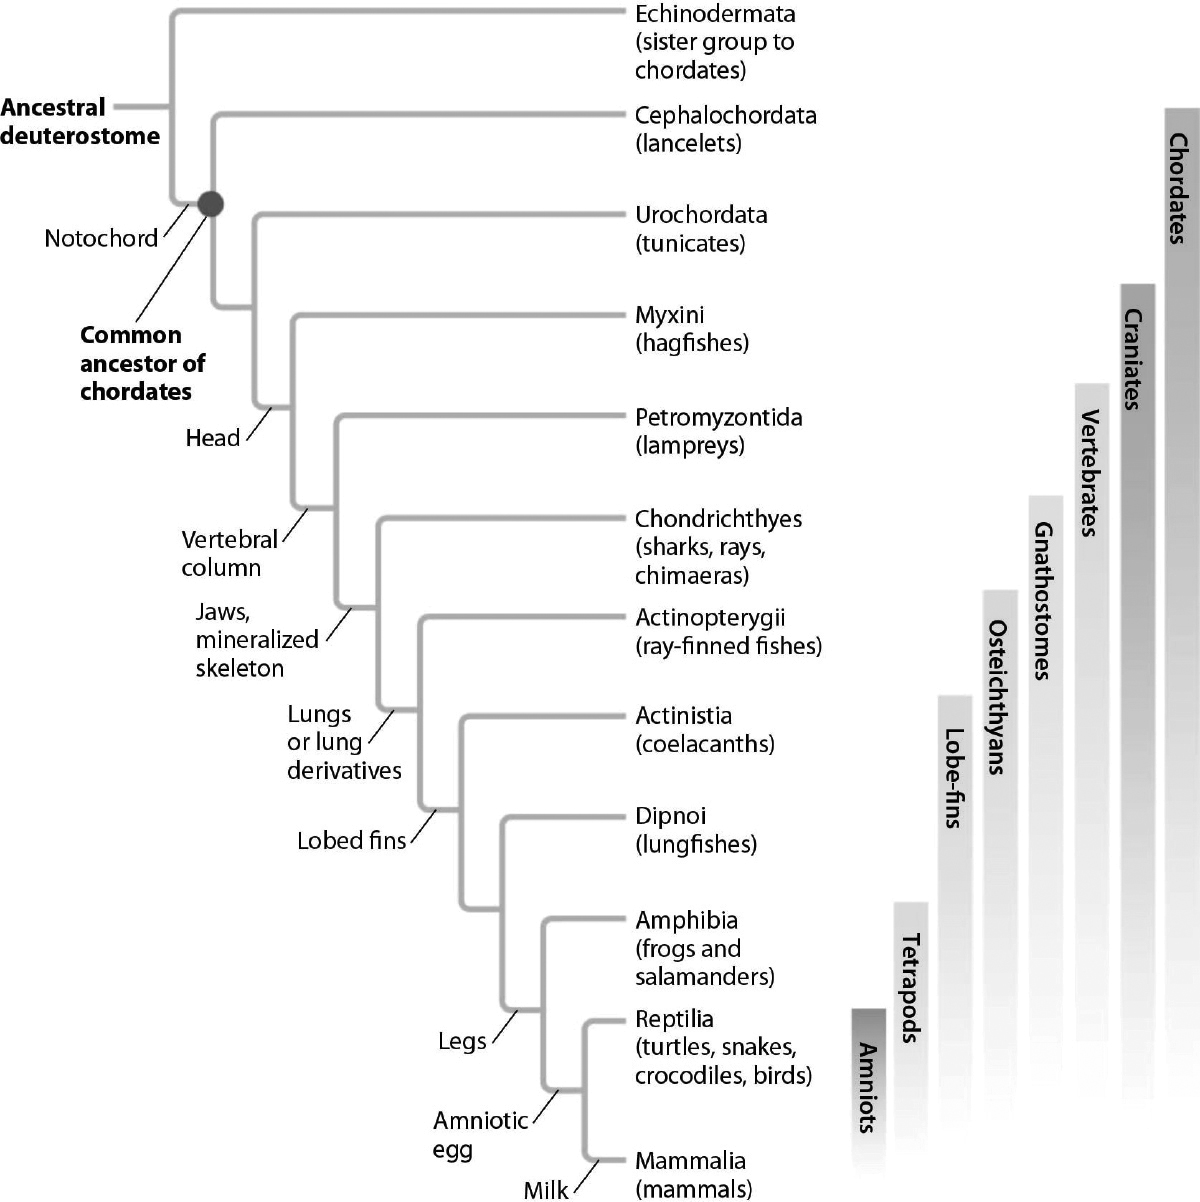 Echinodermata
(sister group to
chordates)
Ancestral
deuterostome
Cephalochordata
(lancelets)
Chordates
Urochordata
(tunicates)
Notochord
Common
ancestor of
chordates
Myxini
(hagfishes)
Craniates
Head
Petromyzontida
(lampreys)
Vertebrates
Vertebral
column
Chondrichthyes
(sharks, rays,
chimaeras)
Gnathostomes
Jaws,
mineralized
skeleton
Actinopterygii
(ray-finned fishes)
Osteichthyans
Lungs
or lung
derivatives
Actinistia
(coelacanths)
Lobe-fins
Lobed fins
Dipnoi
(lungfishes)
Amphibia
(frogs and
salamanders)
Tetrapods
Legs
Reptilia
(turtles, snakes,
crocodiles, birds)
Amniots
Amniotic
egg
Milk
Mammalia
(mammals)